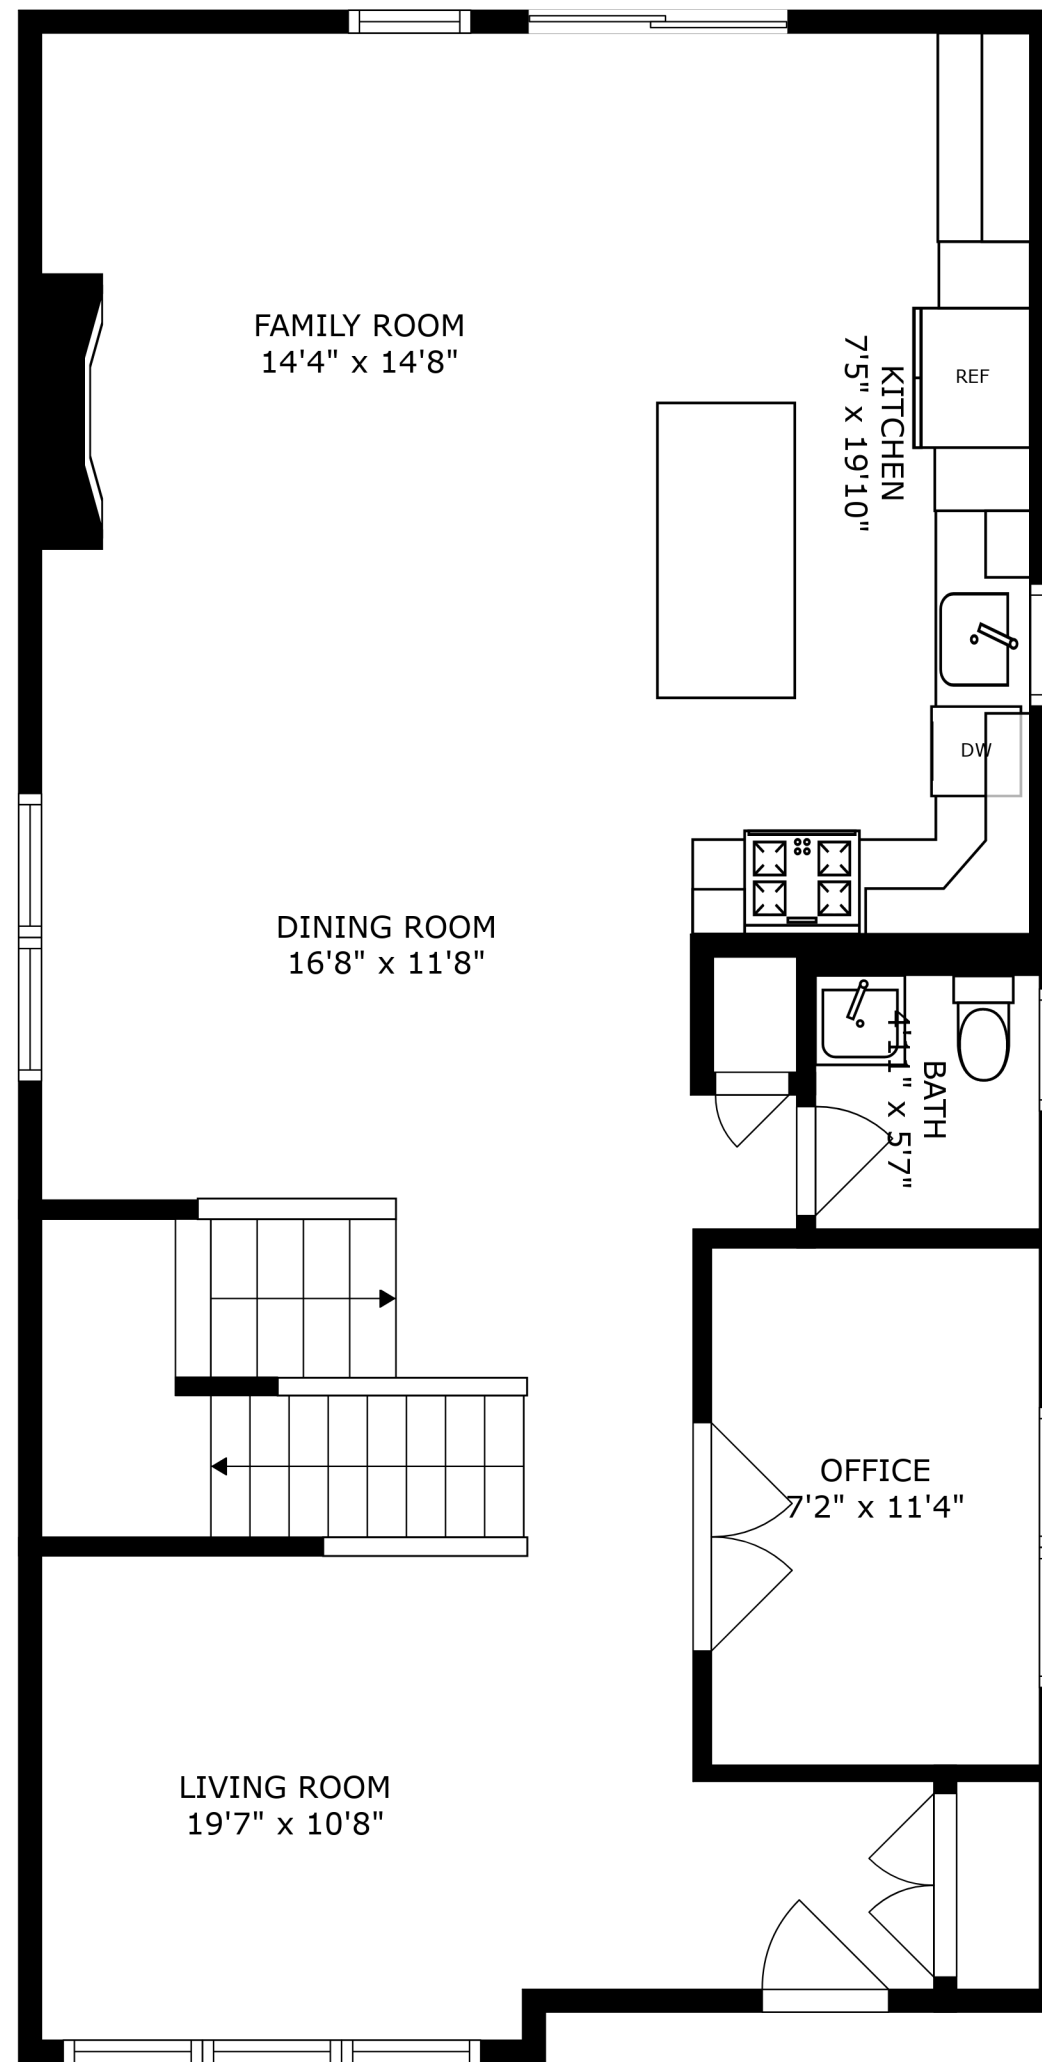 FAMILY ROOM
14'4" x 14'8"
KITCHEN
7'5" x 19'10"
REF
DW
DINING ROOM
16'8" x 11'8"
BATH
4'11" x 5'7"
OFFICE
7'2" x 11'4"
LIVING ROOM
19'7" x 10'8"